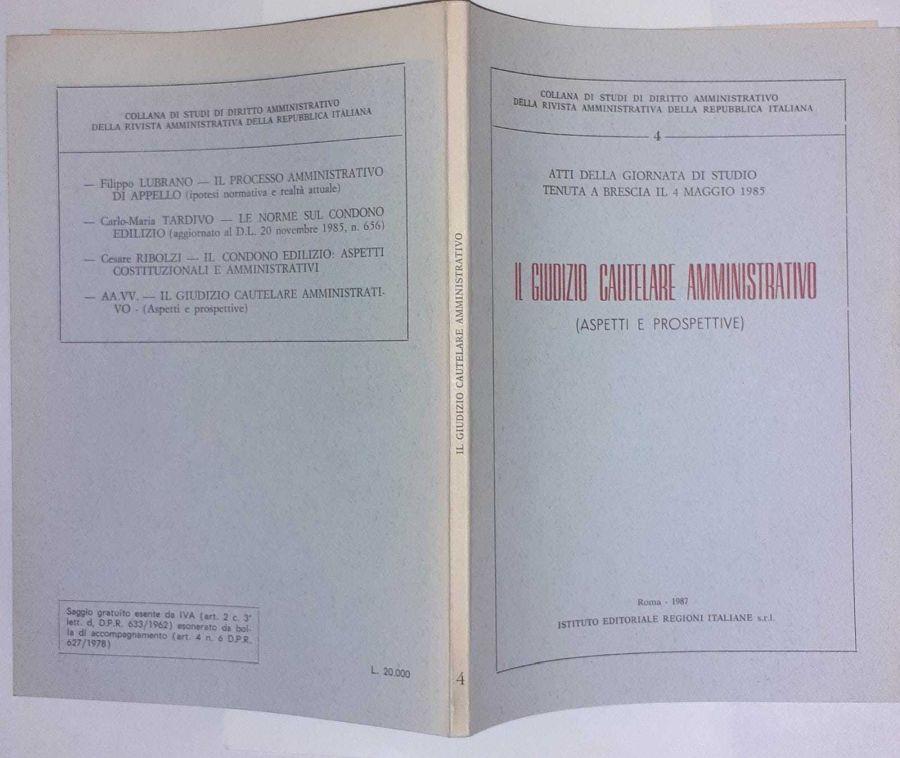 COLLANA DI STUDI DI DIRITTO AMMINISTRATIVO
DELLA RIVISTA AMMINISTRATIVA DELLA REPUBBLICA ITALIANA
— Filippo LUBRANO — IL PROCESSO AMMINISTRATIVO
DI APPELLO (ipotesi normativa e realtà attuale)
— Carlo-Maria TARDIVO — LE NORME SUL CONDONO
EDILIZIO (aggiornato al D.L. 20 novembre 1985, n. 656)
— Cesare RIBOLZI — IL CONDONO EDILIZIO: ASPETTI
COSTITUZIONALI E AMMINISTRATIVI
— AA.VV. — IL GIUDIZIO CAUTELARE AMMINISTRATI-
VO - (Aspetti e prospettive)
Saggio gratuito esente da IVA (art. 2 c. 3°
lett. d, D.P.R. 633/1962) esonerato da bol-
la di accompagnamento (art. 4 n. 6 D.P.R.
627/1978)
L. 20.000
IL GIUDIZIO CAUTELARE AMMINISTRATIVO
4
COLLANA DI STUDI DI DIRITTO AMMINISTRATIVO
DELLA RIVISTA AMMINISTRATIVA DELLA REPUBBLICA ITALIANA
4
ATTI DELLA GIORNATA DI STUDIO
TENUTA A BRESCIA IL 4 MAGGIO 1985
IL GIUDIZIO CAUTELARE AMMINISTRATIVO
(ASPETTI E PROSPETTIVE)
Roma - 1987
ISTITUTO EDITORIALE REGIONI ITALIANE s.r.l.